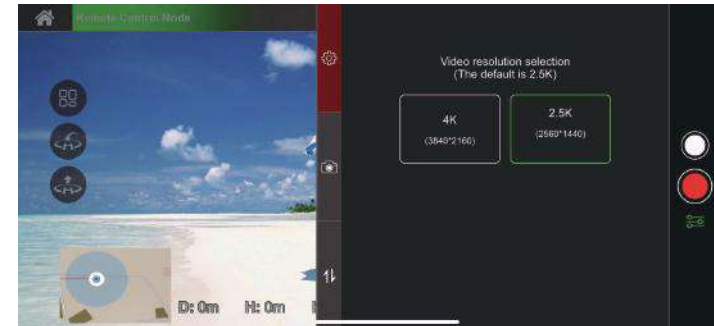 Remote Control Mode
Video resolution selection
(The default is 2.5K)
4K
(3840*2160)
2.5K
(2560*1440)
D: 0m
H: 0m